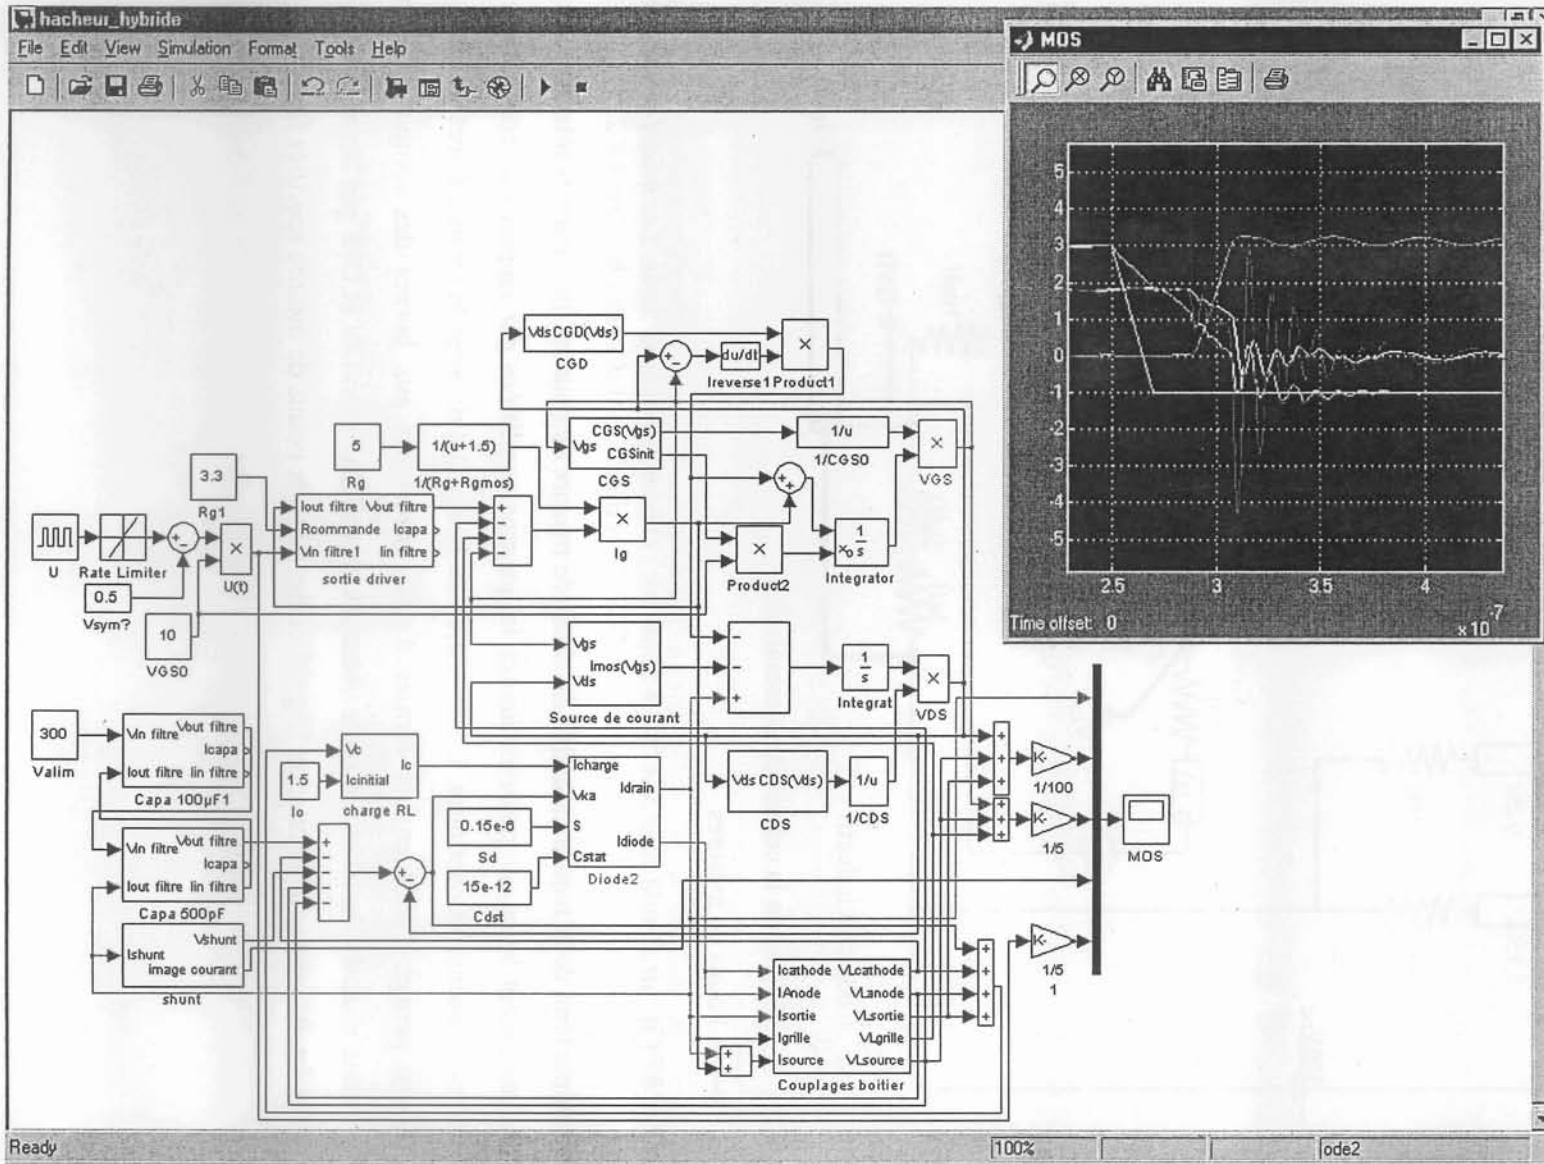 hacheur_hybride
File Edit View Simulation Format Tools Help
MOS
5
4
3
2
1
0
-1
-2
-3
-4
-5
2.5 3 3.5 4
Time offset: 0
x 10^-7
Vds CGD(Vds)
CGD
+ -
du/dt
Ireverse1
×
Product1
5
Rg
1/(u+1.5)
1/(Rg+Rgmos)
Vgs
CGS(Vgs)
CGSinit
CGS
1/u
1/CGS0
×
VGS
3.3
Rg1
Iout filtre Vout filtre
Rcommande Icapa
Vin filtre1 Iin filtre
sortie driver
+
-
-
-
×
Ig
+
+
×
Product2
xo 1/s
Integrator
U
Rate Limiter
+ -
×
U(t)
0.5
Vsym?
10
VGS0
Vgs
Vds
Imos(Vgs)
Source de courant
-
-
+
1/s
Integrat
×
VDS
300
Valim
Vin filtre Vout filtre
Icapa
Iout filtre Iin filtre
Capa 100µF1
Vc
Ic
Icinitial
charge RL
1.5
Io
Icharge
Vka
S
Cstat
Idrain
Idiode
Diode2
0.15e-6
Sd
15e-12
Cdst
Vds CDS(Vds)
CDS
1/u
1/CDS
+
+
+
K-
1/100
+
+
+
K-
1/5
MOS
Vin filtre Vout filtre
Icapa
Iout filtre Iin filtre
Capa 500pF
+
-
-
-
-
+ -
Ishunt
Vshunt
image courant
shunt
K-
1/5
1
Icathode VLcathode
IAnode VLanode
Isortie VLsortie
Igrille VLgrille
Isource VLsource
Couplages boitier
+
+
+
+
+
+
Ready
100%
ode2